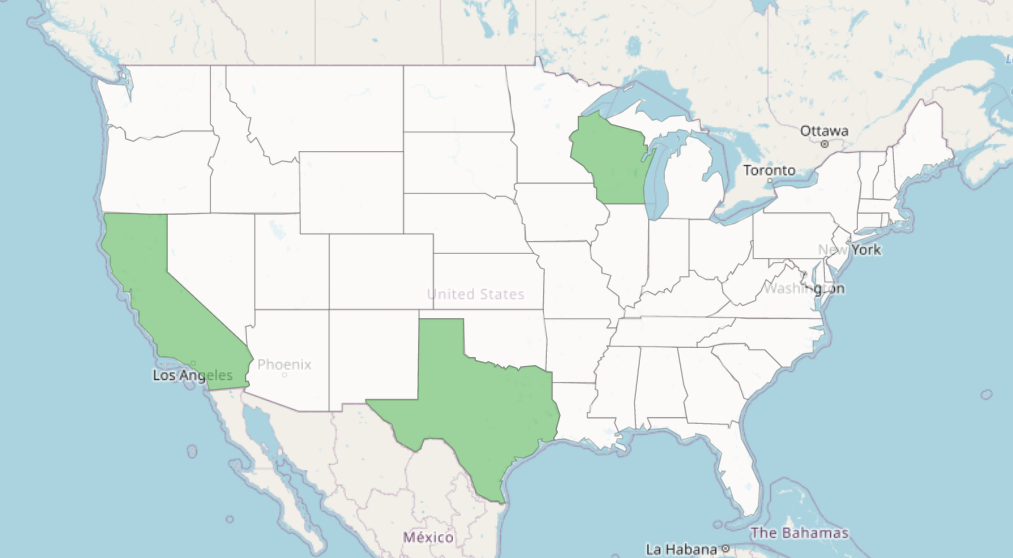 Ottawa
Toronto
New York
Washington
United States
Phoenix
Los Angeles
México
The Bahamas
La Habana